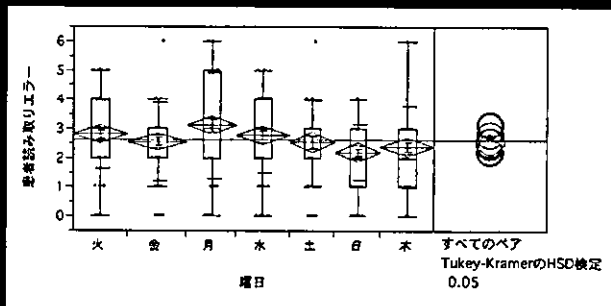 6
5
4
3
2
1
0
患者読み取りエラー
火 金 月 水 土 日 木
曜日
すべてのペア
Tukey-KramerのHSD検定
0.05